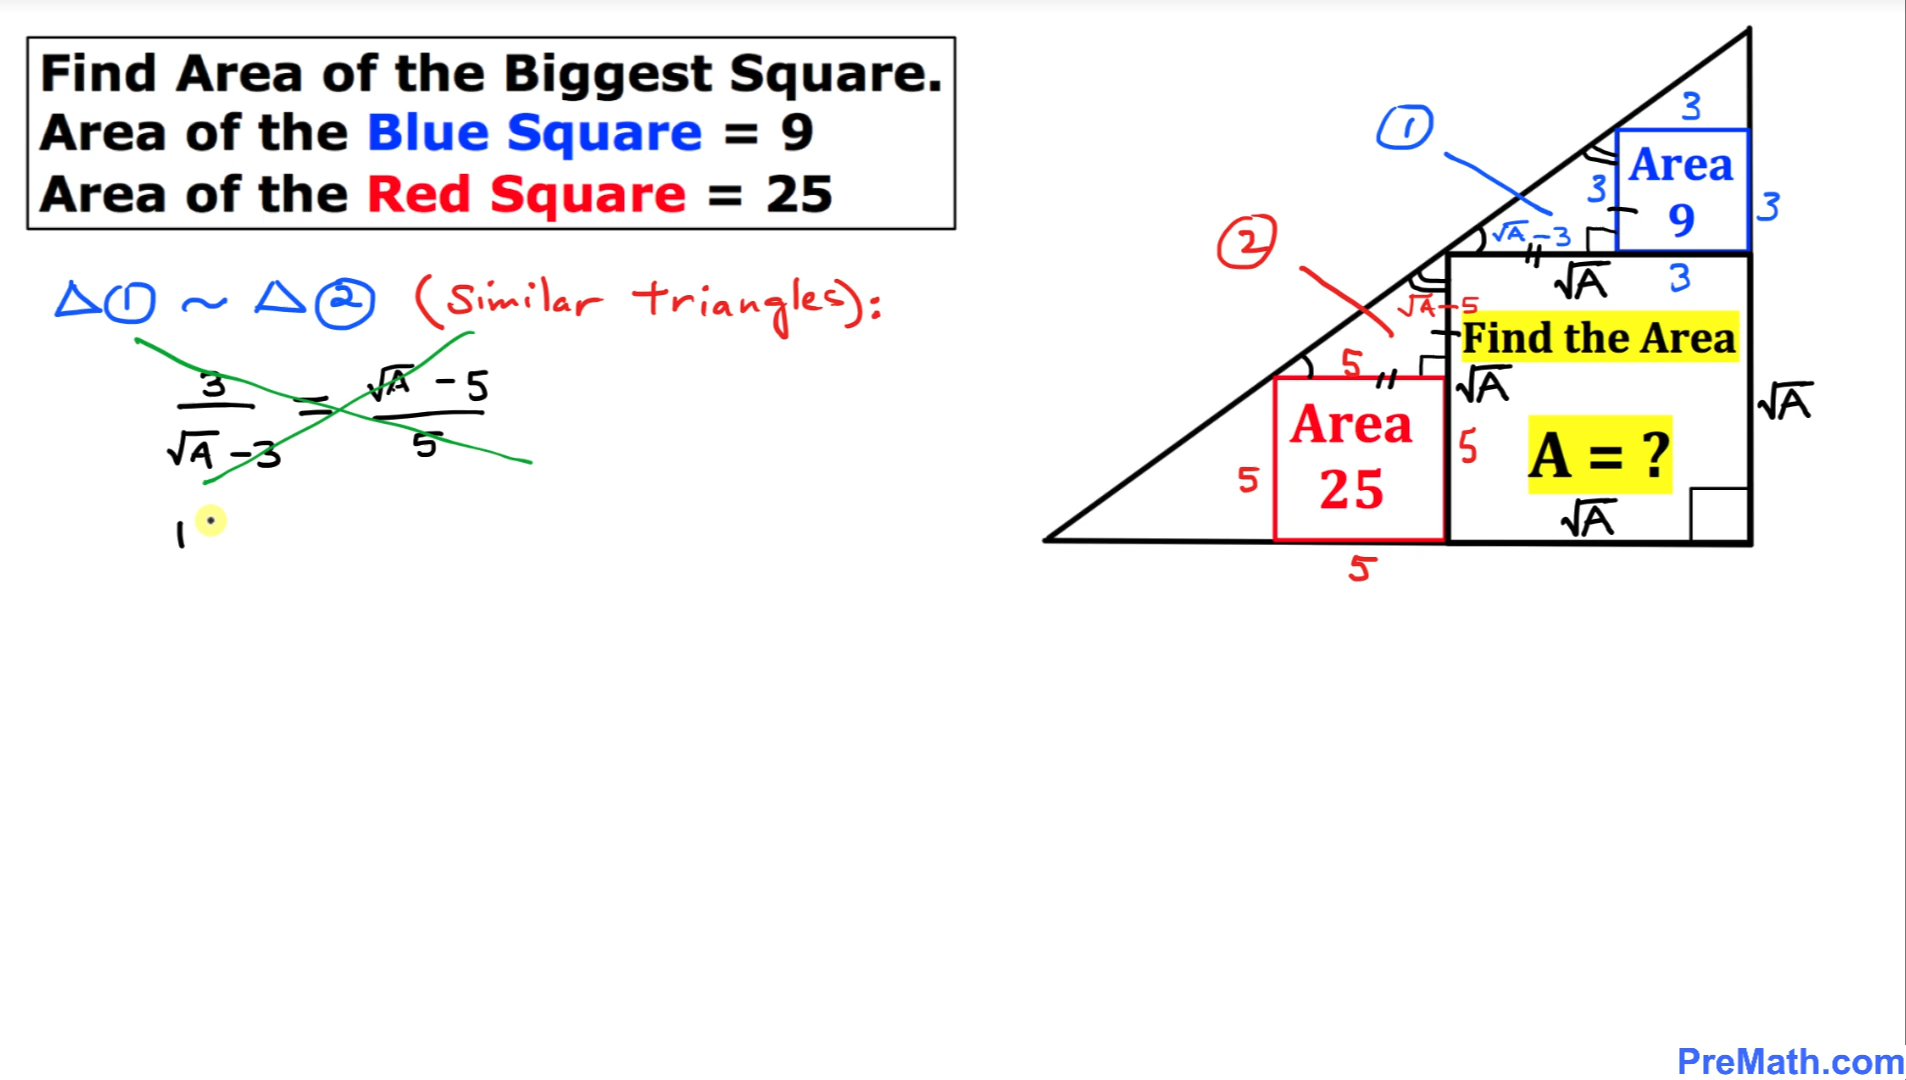 Find Area of the Biggest Square.
Area of the Blue Square = 9
Area of the Red Square = 25
△① ~ △② (Similar triangles):
3 = √A - 5
√A - 3 5
1
①
②
3
3
Area
9
3
√A - 3
√A
3
√A - 5
5
Find the Area
√A
√A
Area
25
5
5
A = ?
√A
5
PreMath.com